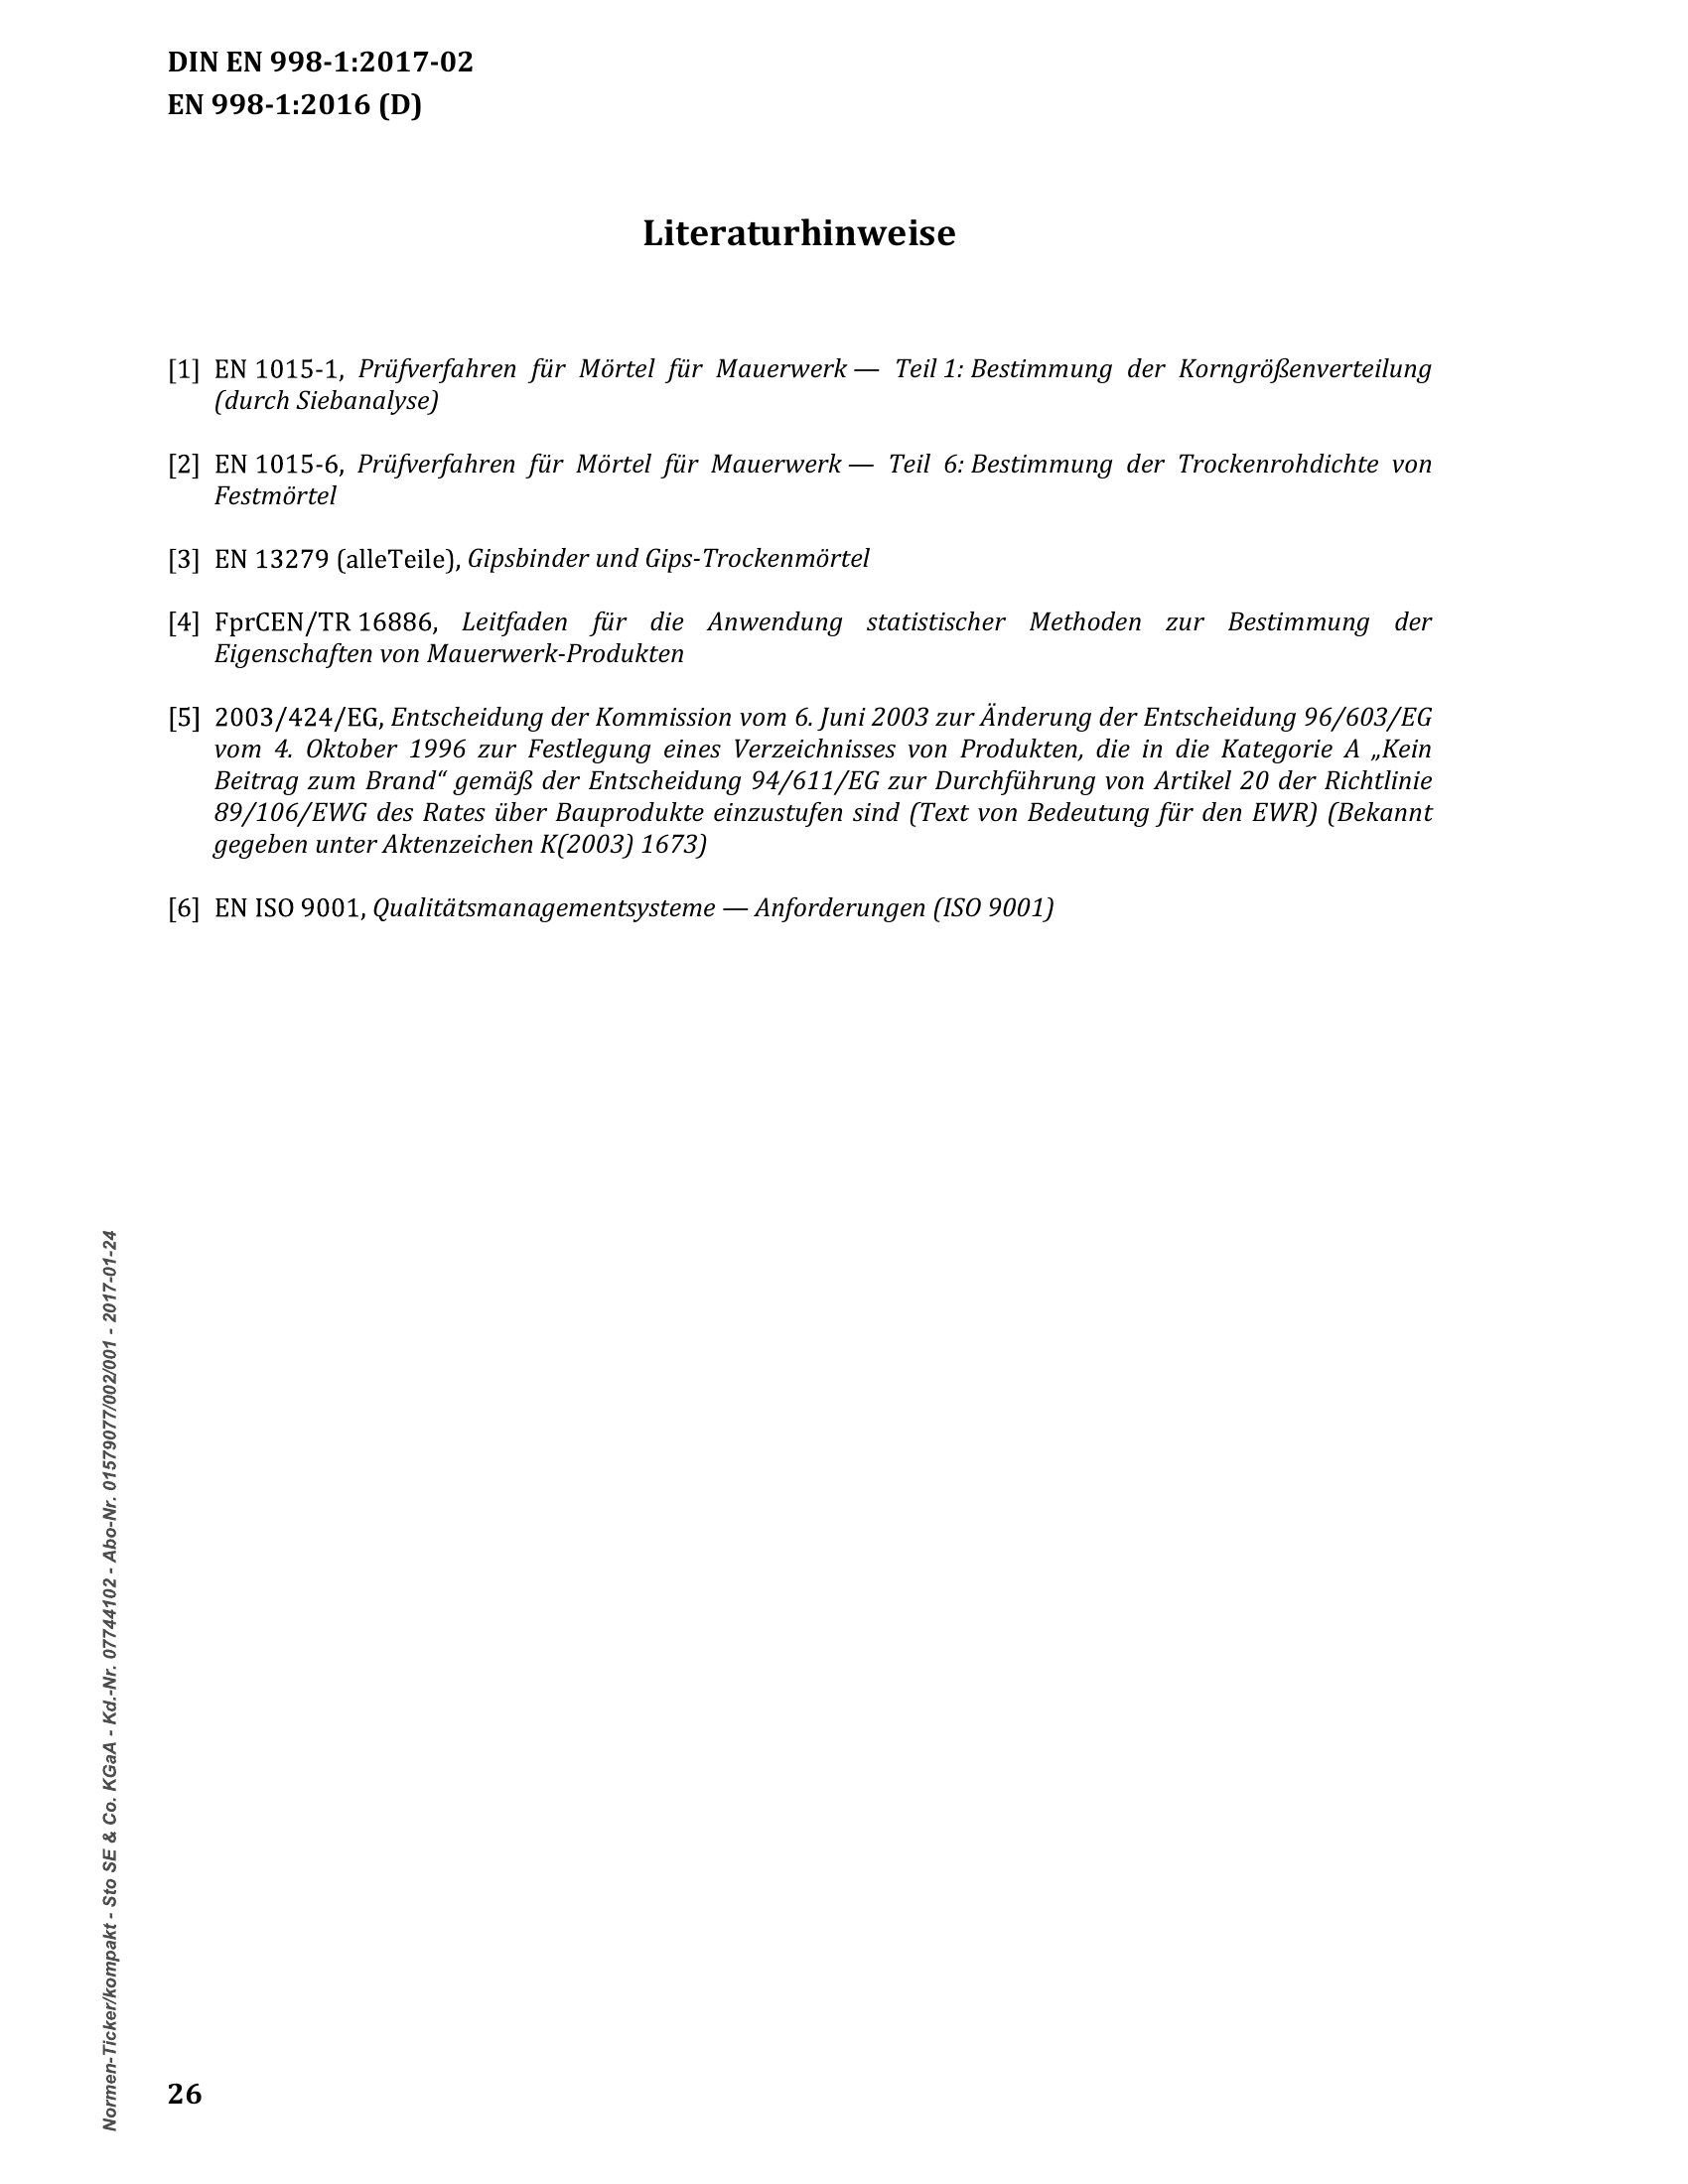 DIN EN 998-1:2017-02
EN 998-1:2016 (D)
Literaturhinweise
[1] EN 1015-1, Prüfverfahren für Mörtel für Mauerwerk — Teil 1: Bestimmung der Korngrößenverteilung
(durch Siebanalyse)
[2] EN 1015-6, Prüfverfahren für Mörtel für Mauerwerk — Teil 6: Bestimmung der Trockenrohdichte von
Festmörtel
[3] EN 13279 (alleTeile), Gipsbinder und Gips-Trockenmörtel
[4] FprCEN/TR 16886, Leitfaden für die Anwendung statistischer Methoden zur Bestimmung der
Eigenschaften von Mauerwerk-Produkten
[5] 2003/424/EG, Entscheidung der Kommission vom 6. Juni 2003 zur Änderung der Entscheidung 96/603/EG
vom 4. Oktober 1996 zur Festlegung eines Verzeichnisses von Produkten, die in die Kategorie A „Kein
Beitrag zum Brand“ gemäß der Entscheidung 94/611/EG zur Durchführung von Artikel 20 der Richtlinie
89/106/EWG des Rates über Bauprodukte einzustufen sind (Text von Bedeutung für den EWR) (Bekannt
gegeben unter Aktenzeichen K(2003) 1673)
[6] EN ISO 9001, Qualitätsmanagementsysteme — Anforderungen (ISO 9001)
Normen-Ticker/kompakt - Sto SE & Co. KGaA - Kd.-Nr. 07744102 - Abo-Nr. 01579077/002/001 - 2017-01-24
26